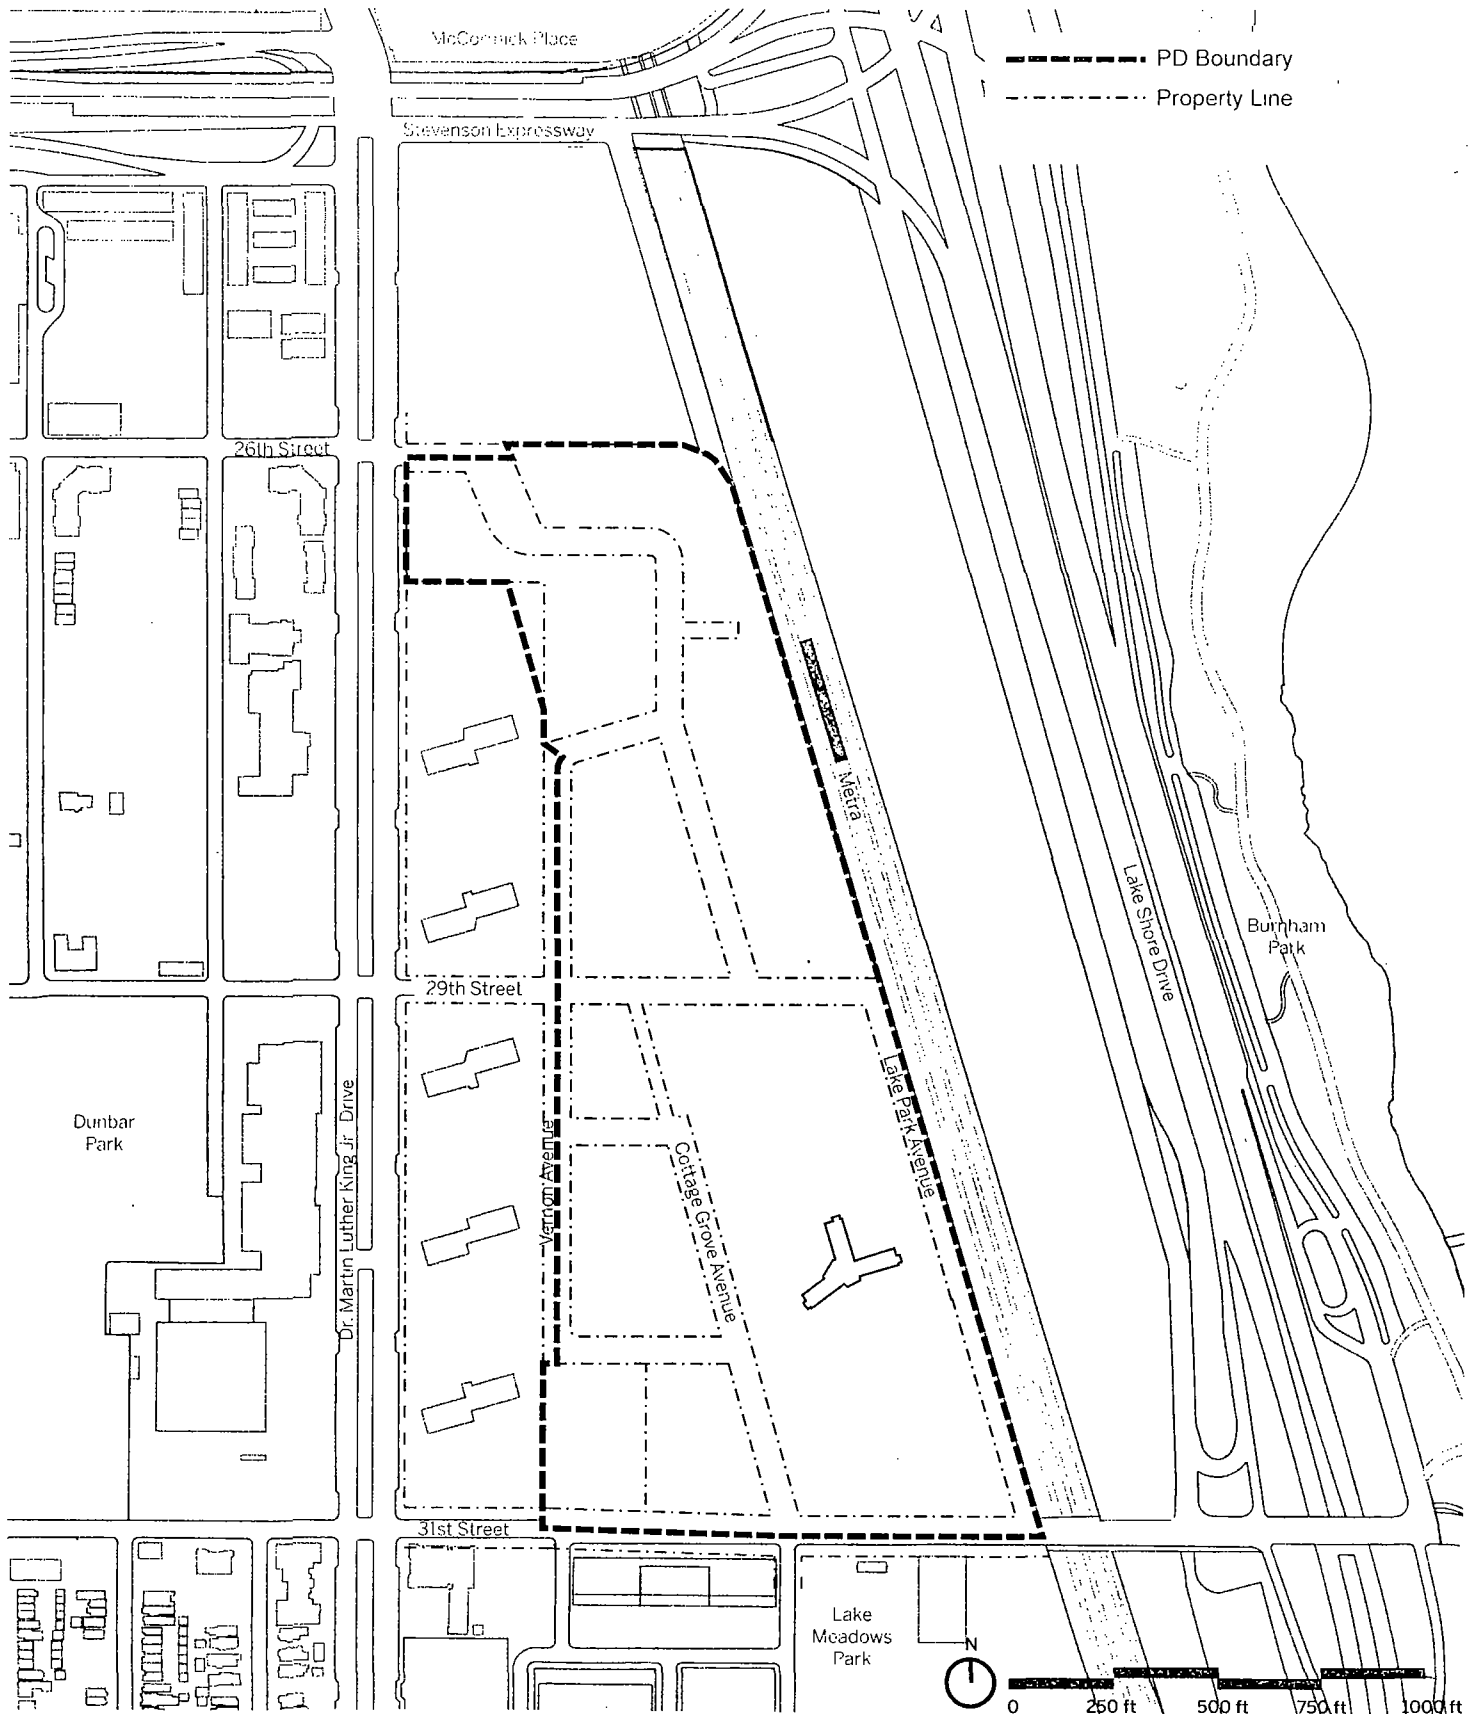 McCormick Place
PD Boundary
Property Line
Stevenson Expressway
26th Street
Metra
Lake Shore Drive
Burnham
Park
29th Street
Lake Park Avenue
Dunbar
Park
Dr. Martin Luther King Jr Drive
Vernon Avenue
Cottage Grove Avenue
31st Street
Lake
Meadows
Park
N
0 250 ft 500 ft 750 ft 1000 ft